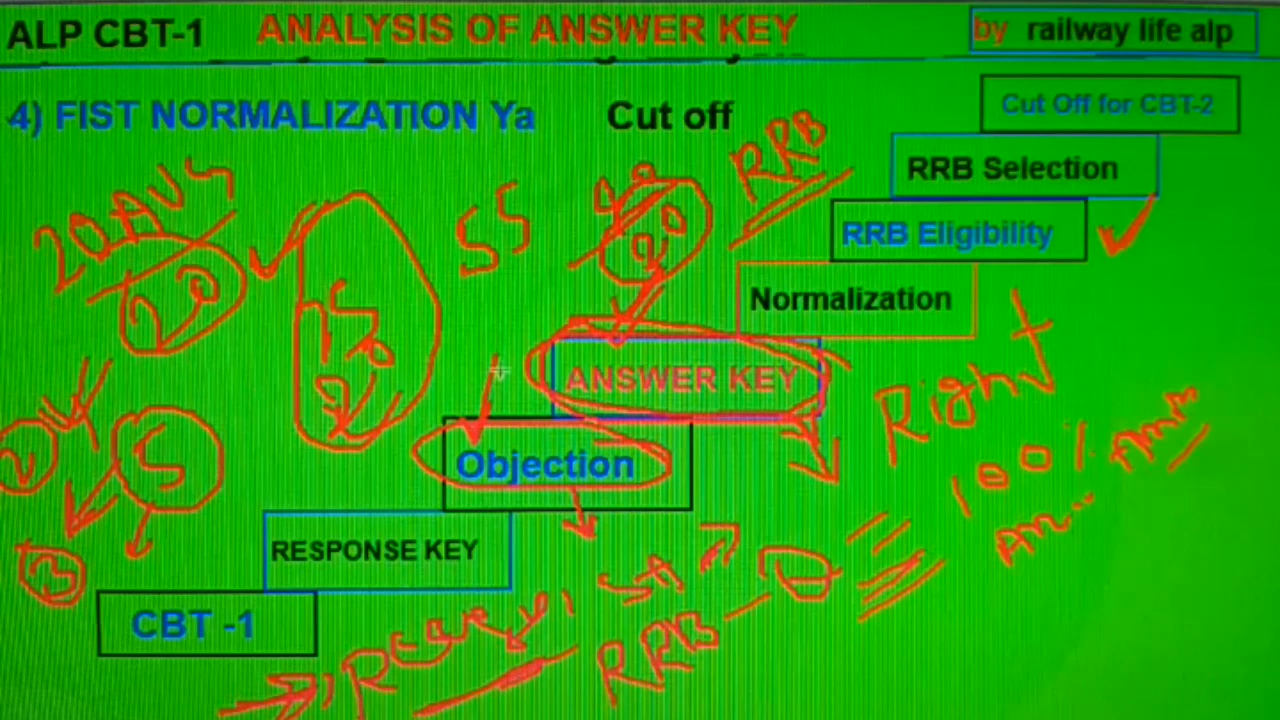 ALP CBT-1 ANALYSIS OF ANSWER KEY by railway life alp
4) FIST NORMALIZATION Ya Cut off
Cut Off for CBT-2
RRB Selection
RRB Eligibility
Normalization
ANSWER KEY
Objection
RESPONSE KEY
CBT -1
RRB
20
20
Right
100%
S
2
3
RRB